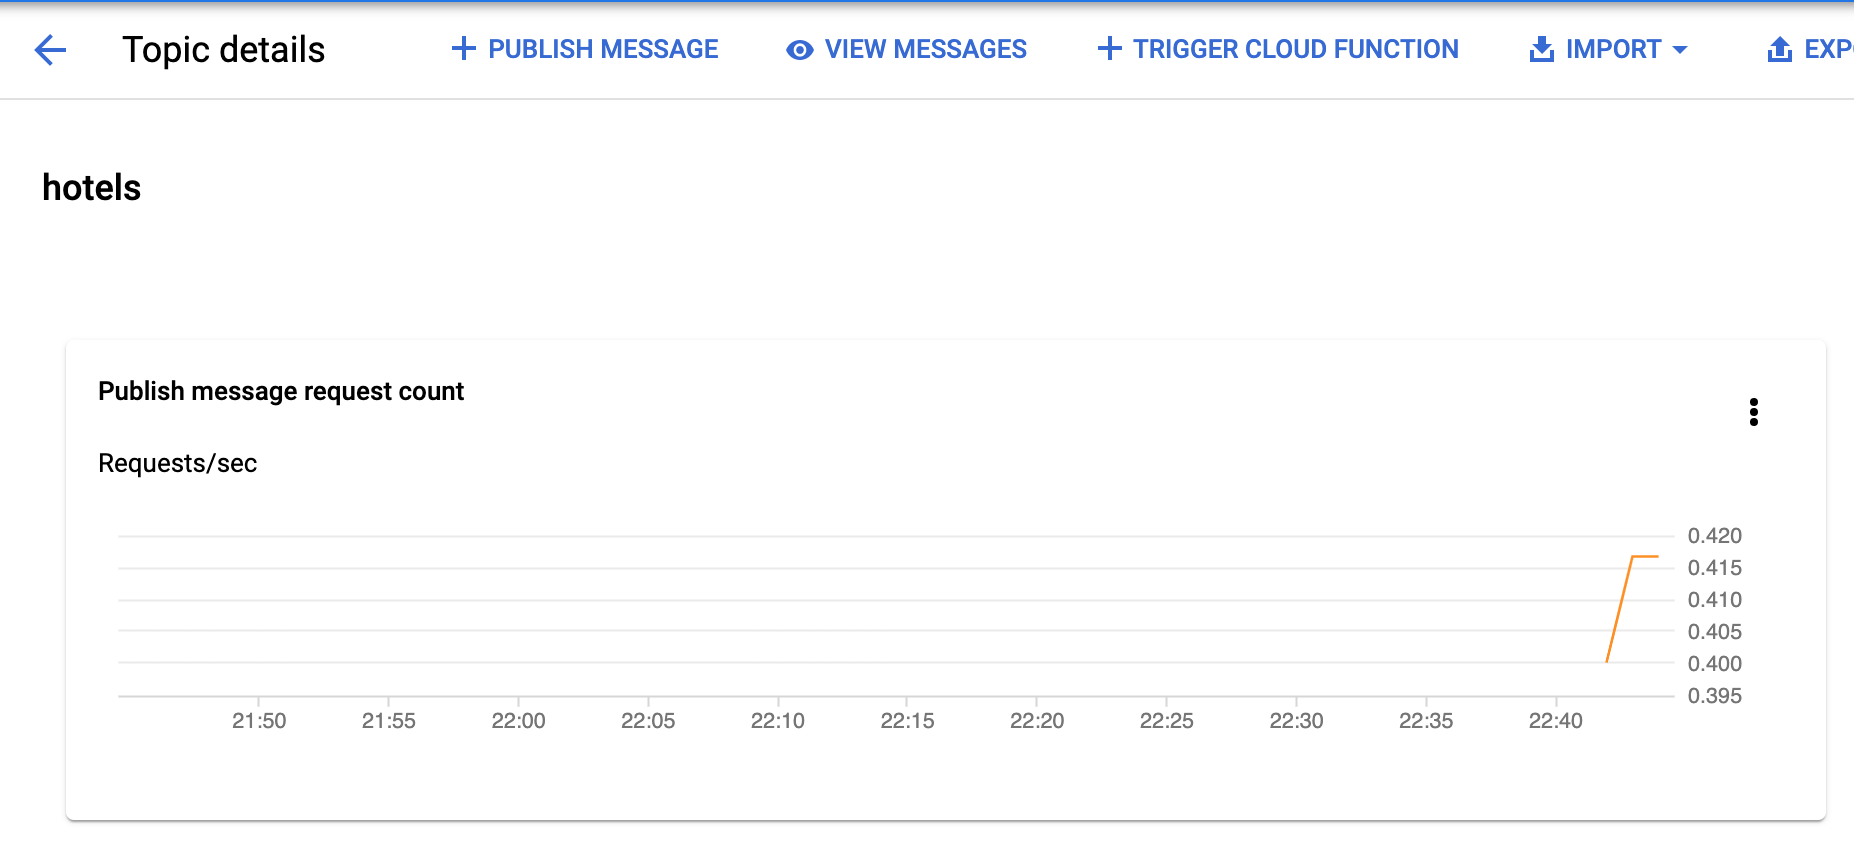 Topic details
PUBLISH MESSAGE
VIEW MESSAGES
TRIGGER CLOUD FUNCTION
IMPORT
EXP
hotels
Publish message request count
Requests/sec
0.420
0.415
0.410
0.405
0.400
0.395
21:50 21:55 22:00 22:05 22:10 22:15 22:20 22:25 22:30 22:35 22:40